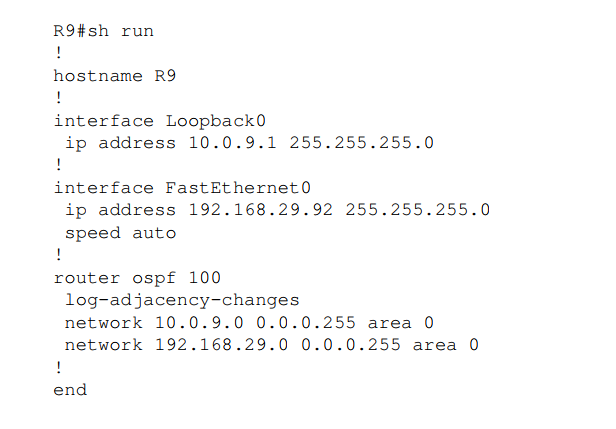 R9#sh run
!
hostname R9
!
interface Loopback0
 ip address 10.0.9.1 255.255.255.0
!
interface FastEthernet0
 ip address 192.168.29.92 255.255.255.0
 speed auto
!
router ospf 100
 log-adjacency-changes
 network 10.0.9.0 0.0.0.255 area 0
 network 192.168.29.0 0.0.0.255 area 0
!
end